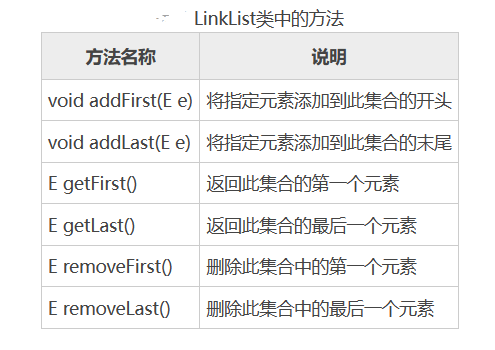 LinkList类中的方法
方法名称 说明
void addFirst(E e) 将指定元素添加到此集合的开头
void addLast(E e) 将指定元素添加到此集合的末尾
E getFirst() 返回此集合的第一个元素
E getLast() 返回此集合的最后一个元素
E removeFirst() 删除此集合中的第一个元素
E removeLast() 删除此集合中的最后一个元素